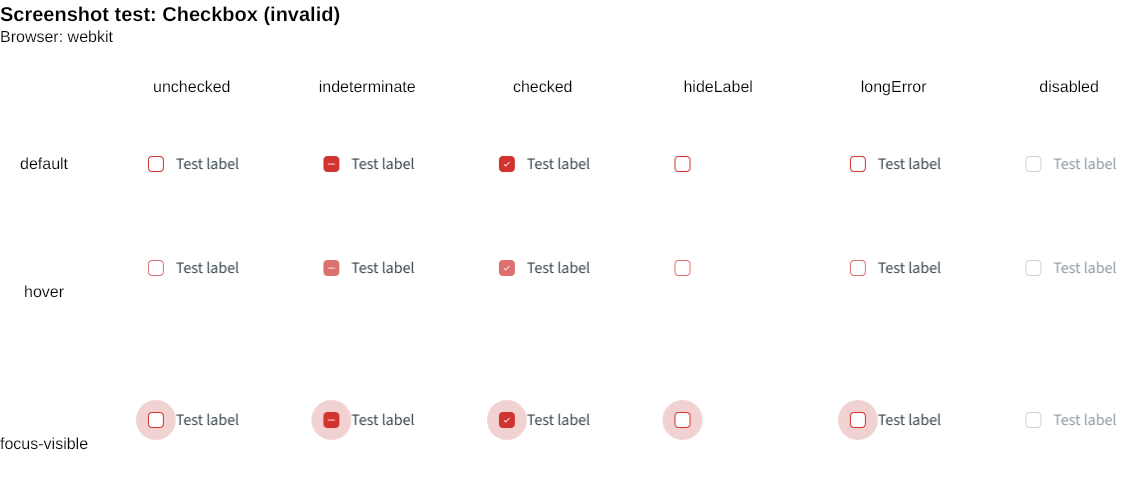 Screenshot test: Checkbox (invalid)
Browser: webkit
unchecked indeterminate checked hideLabel longError disabled
default Test label Test label Test label Test label Test label
Test label Test label Test label Test label Test label
hover
Test label Test label Test label Test label Test label
focus-visible